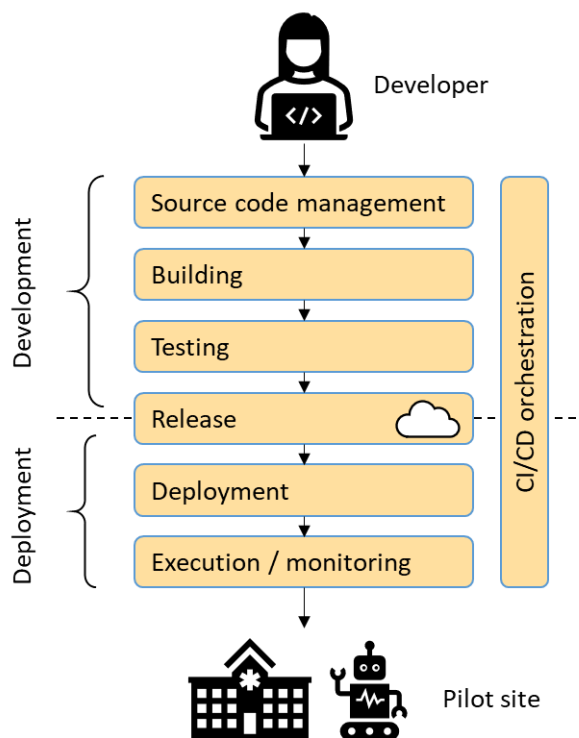 Developer
Source code management
Building
Testing
Release
Deployment
Execution / monitoring
Development
Deployment
CI/CD orchestration
Pilot site
</>